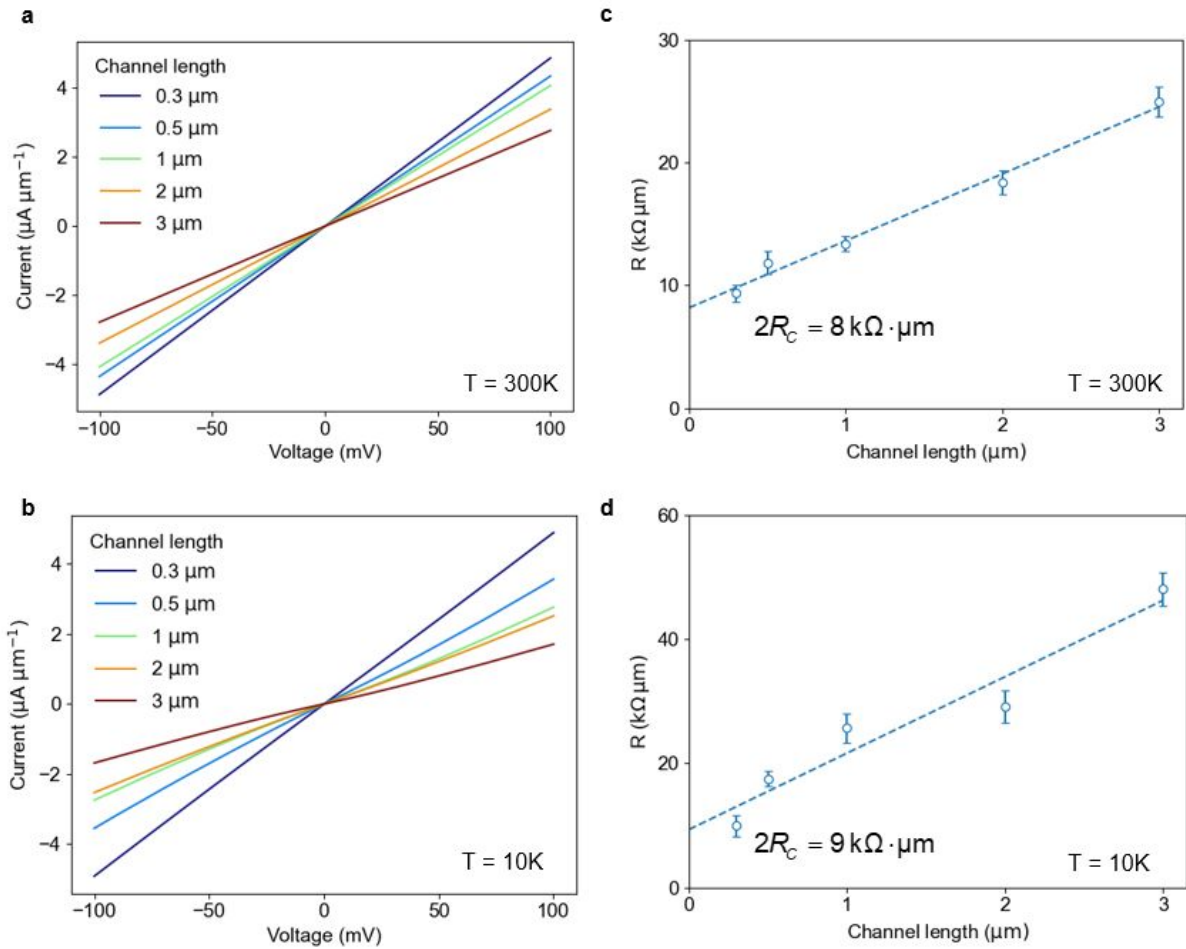 a
Channel length
0.3 µm
0.5 µm
1 µm
2 µm
3 µm
4
2
0
−2
−4
Current (µA µm⁻¹)
T = 300K
−100
−50
0
50
100
Voltage (mV)
c
30
20
10
0
R (kΩ µm)
2R_C = 8 kΩ·µm
T = 300K
0
1
2
3
Channel length (µm)
b
Channel length
0.3 µm
0.5 µm
1 µm
2 µm
3 µm
4
2
0
−2
−4
Current (µA µm⁻¹)
T = 10K
−100
−50
0
50
100
Voltage (mV)
d
60
40
20
0
R (kΩ µm)
2R_C = 9 kΩ·µm
T = 10K
0
1
2
3
Channel length (µm)